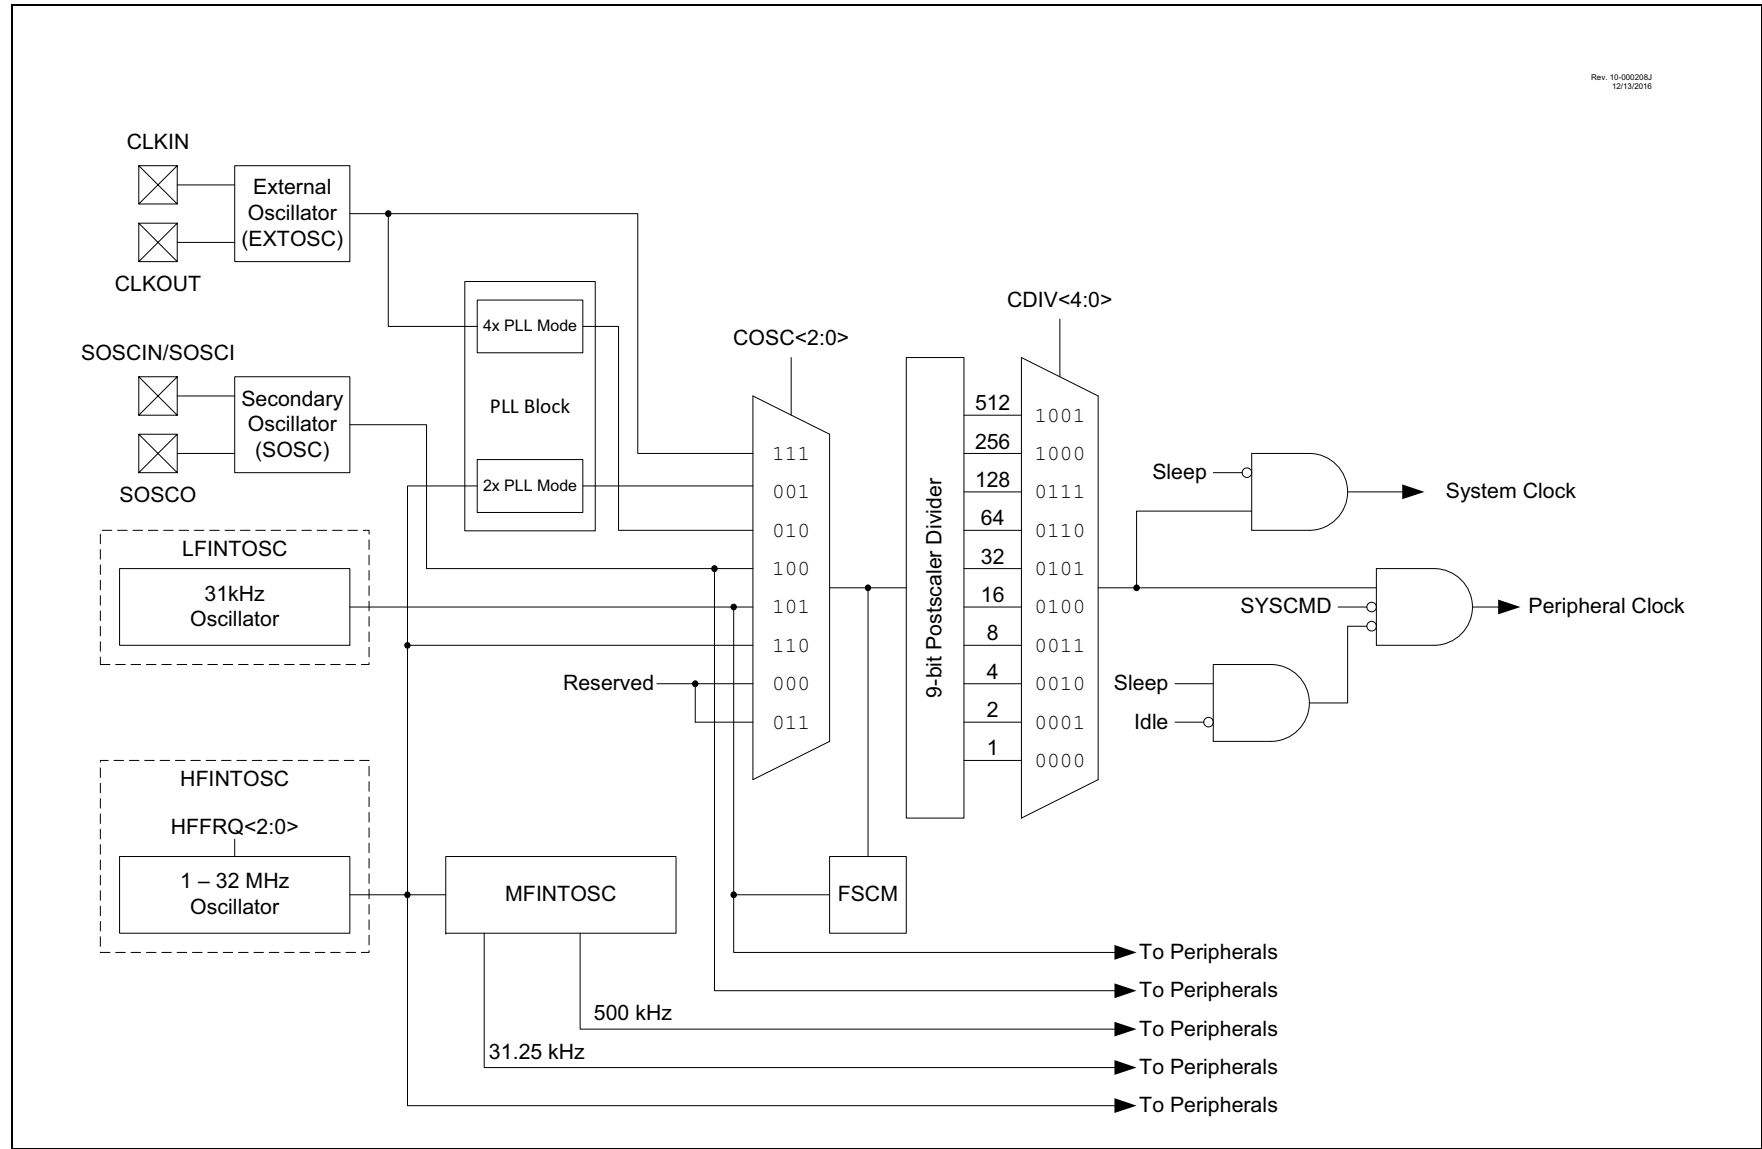 Rev. 10-000208J
12/13/2016
CLKIN
External
Oscillator
(EXTOSC)
CLKOUT
SOSCIN/SOSCI
Secondary
Oscillator
(SOSC)
SOSCO
LFINTOSC
31kHz
Oscillator
HFINTOSC
HFFRQ<2:0>
1 – 32 MHz
Oscillator
4x PLL Mode
PLL Block
2x PLL Mode
Reserved
MFINTOSC
500 kHz
31.25 kHz
COSC<2:0>
111
001
010
100
101
110
000
011
FSCM
9-bit Postscaler Divider
512
256
128
64
32
16
8
4
2
1
CDIV<4:0>
1001
1000
0111
0110
0101
0100
0011
0010
0001
0000
Sleep
System Clock
SYSCMD
Peripheral Clock
Sleep
Idle
To Peripherals
To Peripherals
To Peripherals
To Peripherals
To Peripherals